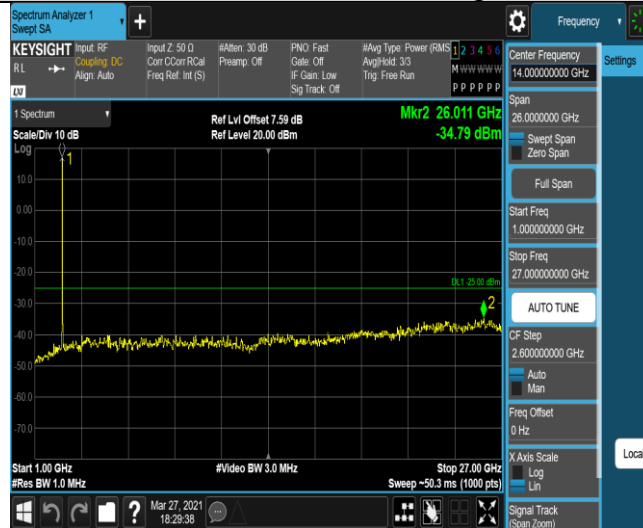 Spectrum Analyzer 1
Swept SA
+
Frequency
KEYSIGHT
RL
LXI
Input: RF
Coupling: DC
Align: Auto
Input Z: 50 Ω
Corr CCorr RCal
Freq Ref: Int (S)
#Atten: 30 dB
Preamp: Off
PNO: Fast
Gate: Off
IF Gain: Low
Sig Track: Off
#Avg Type: Power (RMS
Avg|Hold: 3/3
Trig: Free Run
1 2 3 4 5 6
M W W W W W
P P P P P P
1 Spectrum
Scale/Div 10 dB
Log
Ref Lvl Offset 7.59 dB
Ref Level 20.00 dBm
Mkr2 26.011 GHz
-34.79 dBm
1
10.0
0.00
-10.0
-20.0
DL1 -25.00 dBm
2
-30.0
-40.0
-50.0
-60.0
-70.0
Start 1.00 GHz
#Res BW 1.0 MHz
#Video BW 3.0 MHz
Stop 27.00 GHz
Sweep ~50.3 ms (1000 pts)
Mar 27, 2021
18:29:38
?
Center Frequency
14.000000000 GHz
Span
26.0000000 GHz
Swept Span
Zero Span
Full Span
Start Freq
1.000000000 GHz
Stop Freq
27.000000000 GHz
AUTO TUNE
CF Step
2.600000000 GHz
Auto
Man
Freq Offset
0 Hz
X Axis Scale
Log
Lin
Signal Track
(Span Zoom)
Settings
Loca